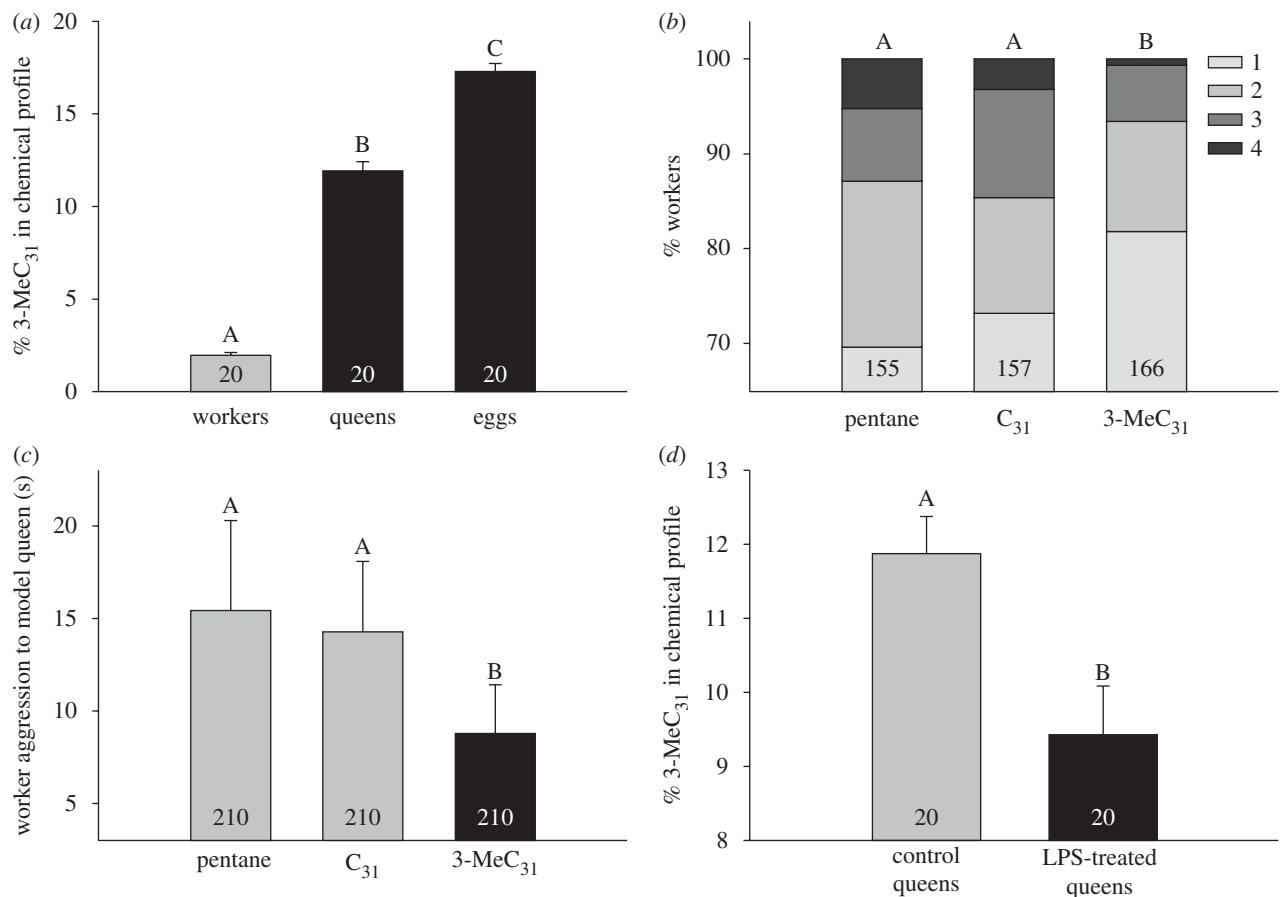 (a)
20
15
10
5
0
% 3-MeC31 in chemical profile
A
B
C
20
20
20
workers
queens
eggs
(b)
100
90
80
70
% workers
A
A
B
1
2
3
4
155
157
166
pentane
C31
3-MeC31
(c)
20
15
10
5
worker aggression to model queen (s)
A
A
B
210
210
210
pentane
C31
3-MeC31
(d)
13
12
11
10
9
8
% 3-MeC31 in chemical profile
A
B
20
20
control
queens
LPS-treated
queens